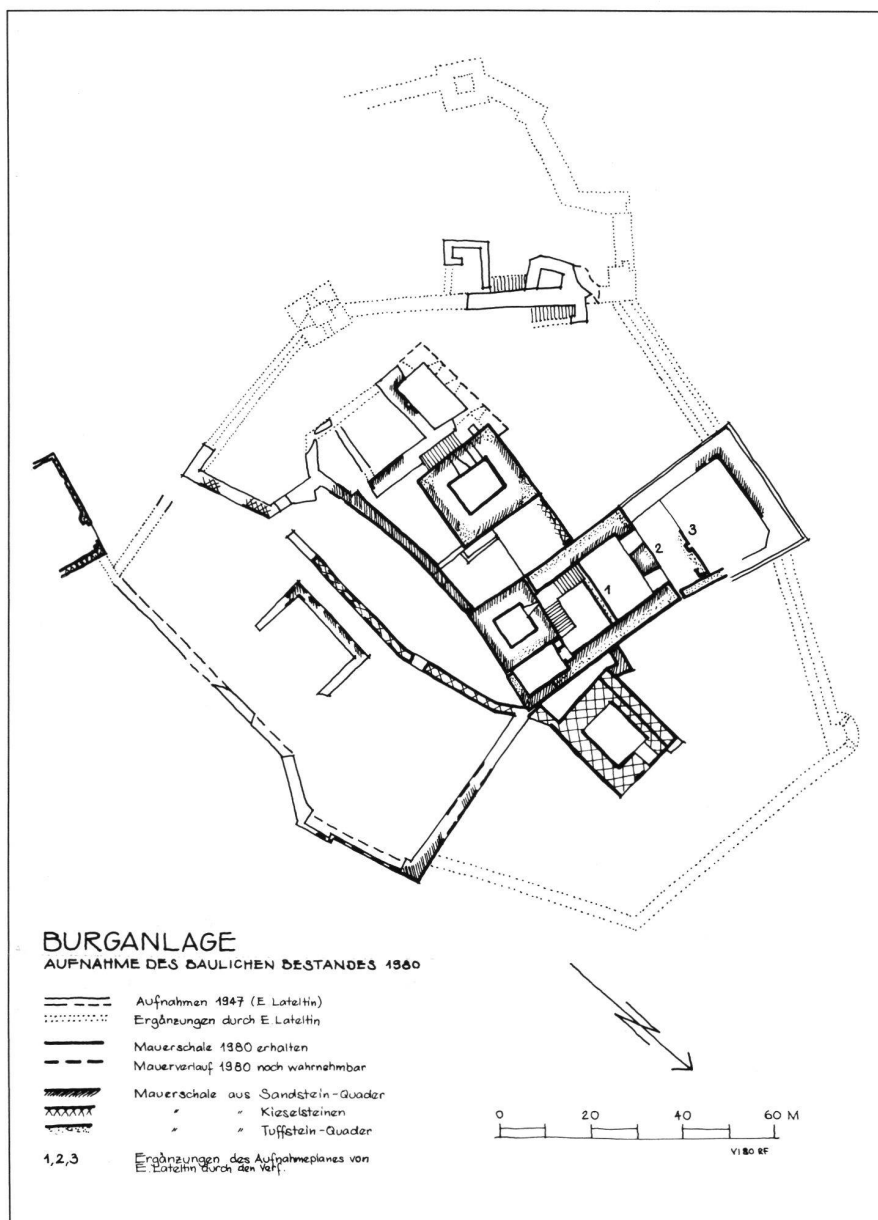 1
2
3
BURGANLAGE
AUFNAHME DES BAULICHEN BESTANDES 1980
Aufnahmen 1947 (E. Lateltin)
Ergänzungen durch E. Lateltin
Mauerschale 1980 erhalten
Mauerverlauf 1980 noch wahrnehmbar
Mauerschale aus Sandstein-Quader
" " Kieselsteinen
" " Tuffstein-Quader
1,2,3 Ergänzungen des Aufnahmeplanes von
E. Lateltin durch den Verf.
0 20 40 60 M
VI 80 RF